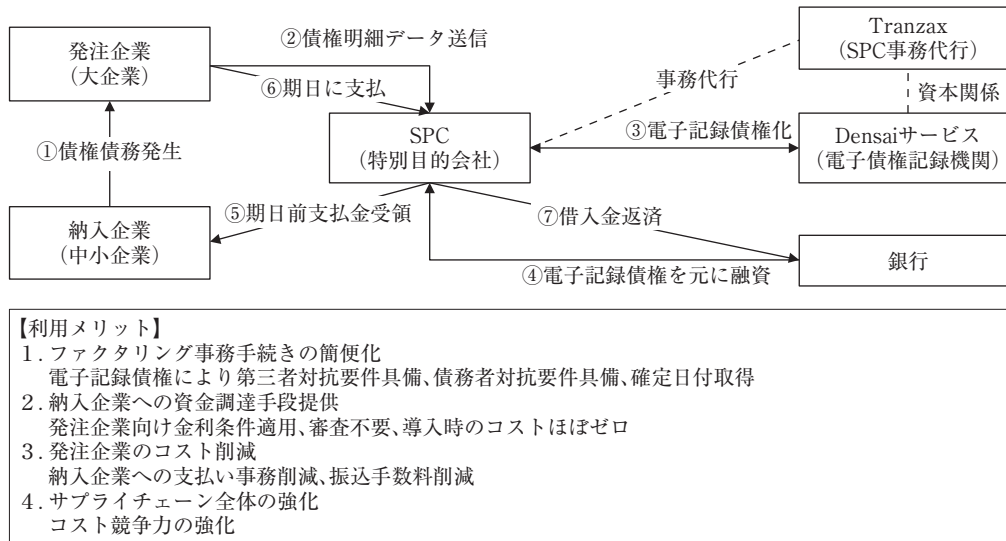 発注企業
（大企業）
②債権明細データ送信
⑥期日に支払
Tranzax
（SPC事務代行）
事務代行
資本関係
①債権債務発生
SPC
（特別目的会社）
③電子記録債権化
Densaiサービス
（電子債権記録機関）
納入企業
（中小企業）
⑤期日前支払金受領
⑦借入金返済
④電子記録債権を元に融資
銀行
【利用メリット】
１．ファクタリング事務手続きの簡便化
電子記録債権により第三者対抗要件具備、債務者対抗要件具備、確定日付取得
２．納入企業への資金調達手段提供
発注企業向け金利条件適用、審査不要、導入時のコストほぼゼロ
３．発注企業のコスト削減
納入企業への支払い事務削減、振込手数料削減
４．サプライチェーン全体の強化
コスト競争力の強化